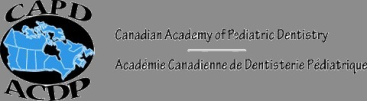 CAPD
ACDP
Canadian Academy of Pediatric Dentistry
Académie Canadienne de Dentisterie Pédiatrique